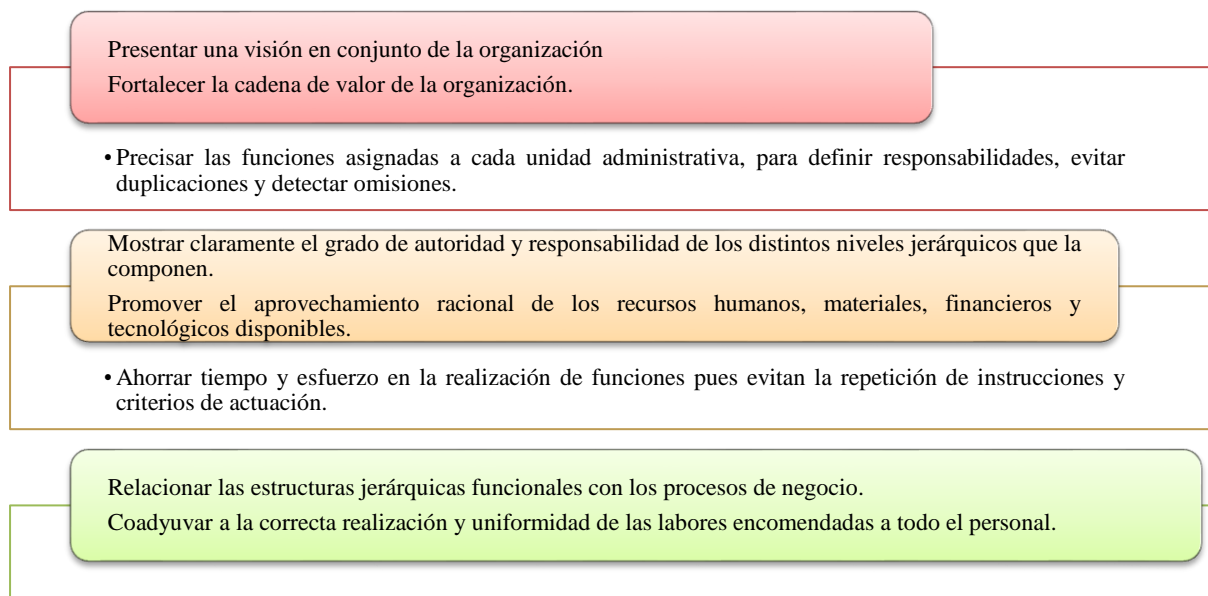 Presentar una visión en conjunto de la organización
Fortalecer la cadena de valor de la organización.
• Precisar las funciones asignadas a cada unidad administrativa, para definir responsabilidades, evitar
duplicaciones y detectar omisiones.
Mostrar claramente el grado de autoridad y responsabilidad de los distintos niveles jerárquicos que la
componen.
Promover el aprovechamiento racional de los recursos humanos, materiales, financieros y
tecnológicos disponibles.
• Ahorrar tiempo y esfuerzo en la realización de funciones pues evitan la repetición de instrucciones y
criterios de actuación.
Relacionar las estructuras jerárquicas funcionales con los procesos de negocio.
Coadyuvar a la correcta realización y uniformidad de las labores encomendadas a todo el personal.